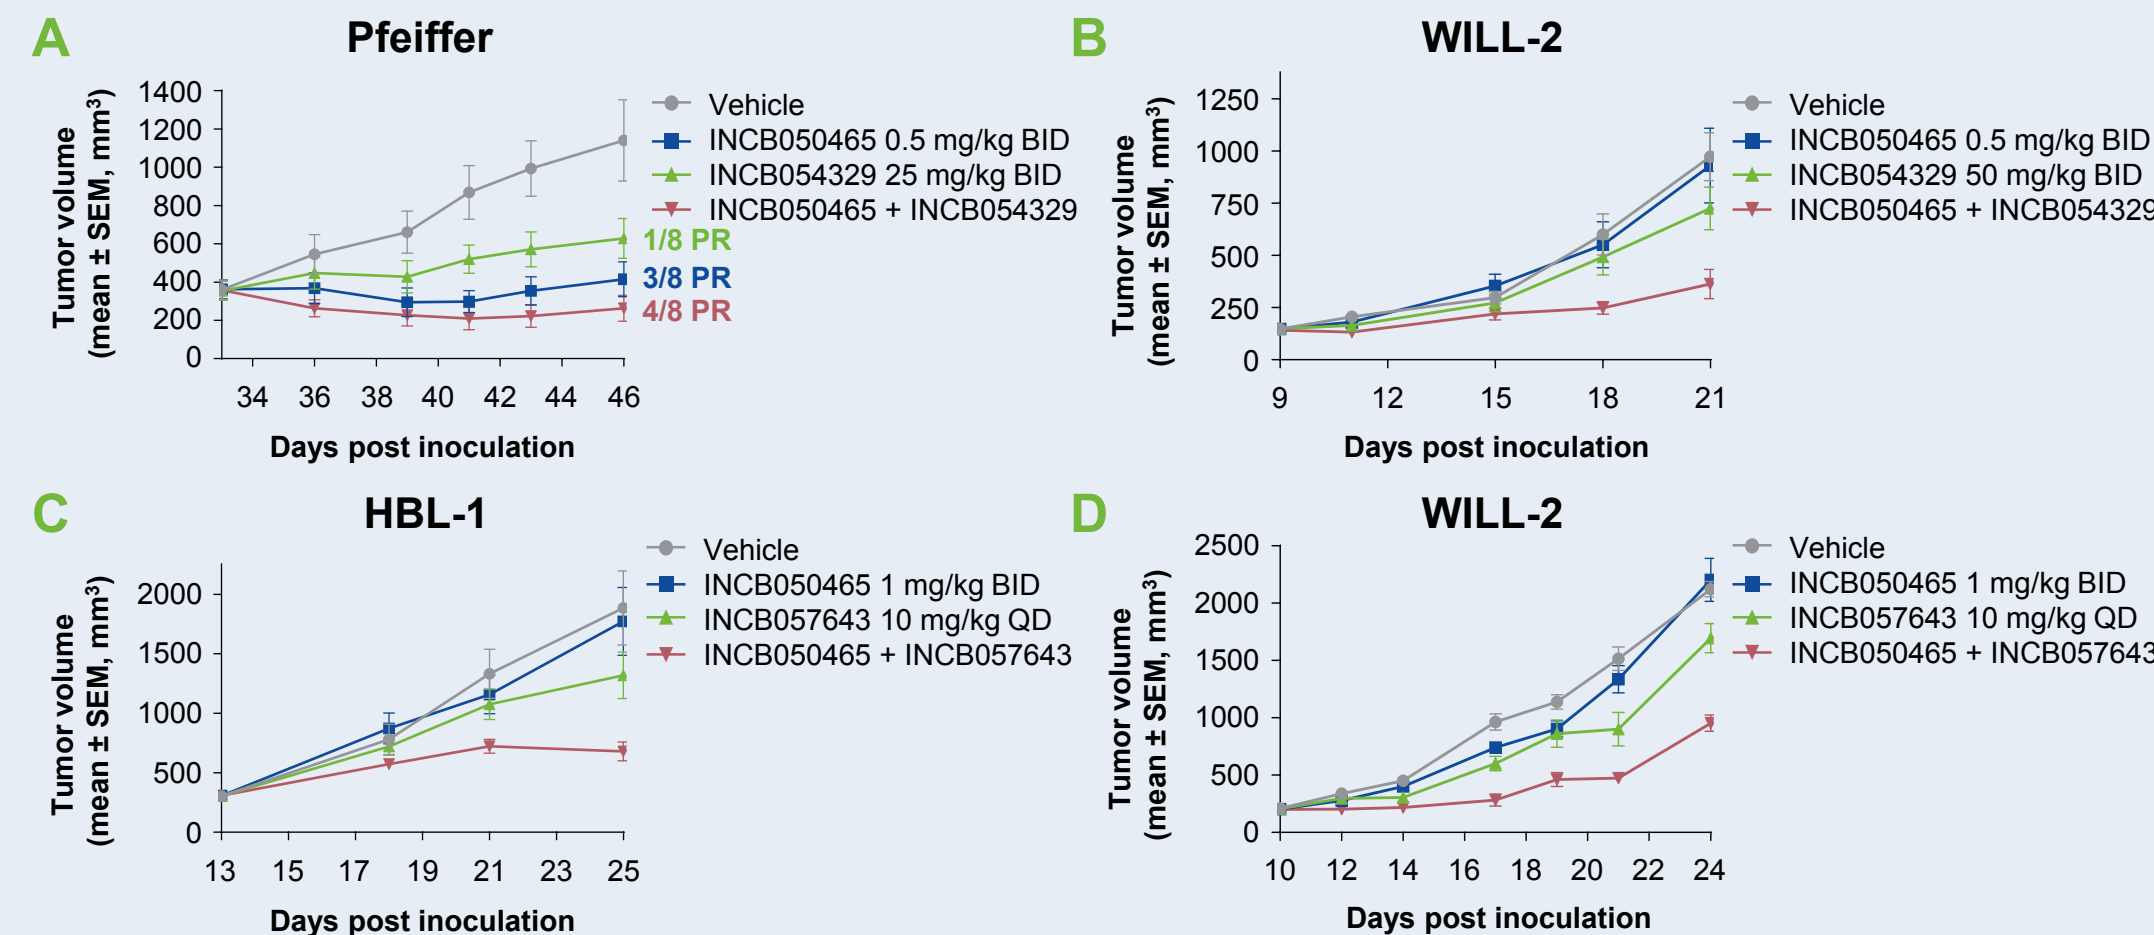 A
Pfeiffer
Tumor volume
(mean ± SEM, mm³)
1400
1200
1000
800
600
400
200
0
34 36 38 40 42 44 46
Days post inoculation
Vehicle
INCB050465 0.5 mg/kg BID
INCB054329 25 mg/kg BID
INCB050465 + INCB054329
1/8 PR
3/8 PR
4/8 PR
B
WILL-2
Tumor volume
(mean ± SEM, mm³)
1250
1000
750
500
250
0
9 12 15 18 21
Days post inoculation
Vehicle
INCB050465 0.5 mg/kg BID
INCB054329 50 mg/kg BID
INCB050465 + INCB054329
C
HBL-1
Tumor volume
(mean ± SEM, mm³)
2000
1500
1000
500
0
13 15 17 19 21 23 25
Days post inoculation
Vehicle
INCB050465 1 mg/kg BID
INCB057643 10 mg/kg QD
INCB050465 + INCB057643
D
WILL-2
Tumor volume
(mean ± SEM, mm³)
2500
2000
1500
1000
500
0
10 12 14 16 18 20 22 24
Days post inoculation
Vehicle
INCB050465 1 mg/kg BID
INCB057643 10 mg/kg QD
INCB050465 + INCB057643